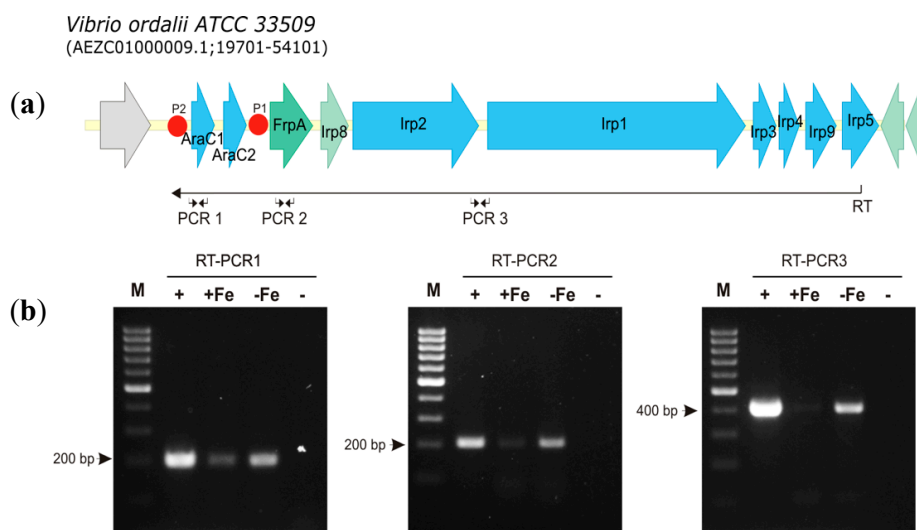 Vibrio ordalii ATCC 33509
(AEZC01000009.1;19701-54101)
(a)
P2
AraC1
AraC2
P1
FrpA
Irp8
Irp2
Irp1
Irp3
Irp4
Irp9
Irp5
PCR 1
PCR 2
PCR 3
RT
(b)
RT-PCR1
M + +Fe -Fe -
200 bp
RT-PCR2
M + +Fe -Fe -
200 bp
RT-PCR3
M + +Fe -Fe -
400 bp